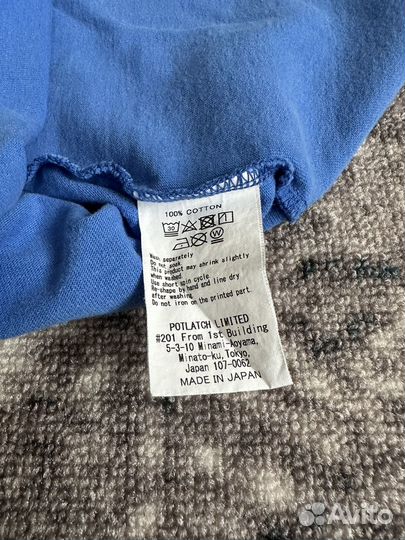 100% COTTON
30
W
Wash separately
Do not soak
This product may shrink slightly
when washed
Use short spin cycle
Re-shape by hand and line dry
after washing
Do not iron on the printed part.
POTLATCH LIMITED
#201 From 1st Building
5-3-10 Minami-Aoyama,
Minato-ku, Tokyo,
Japan 107-0062
MADE IN JAPAN
Avito